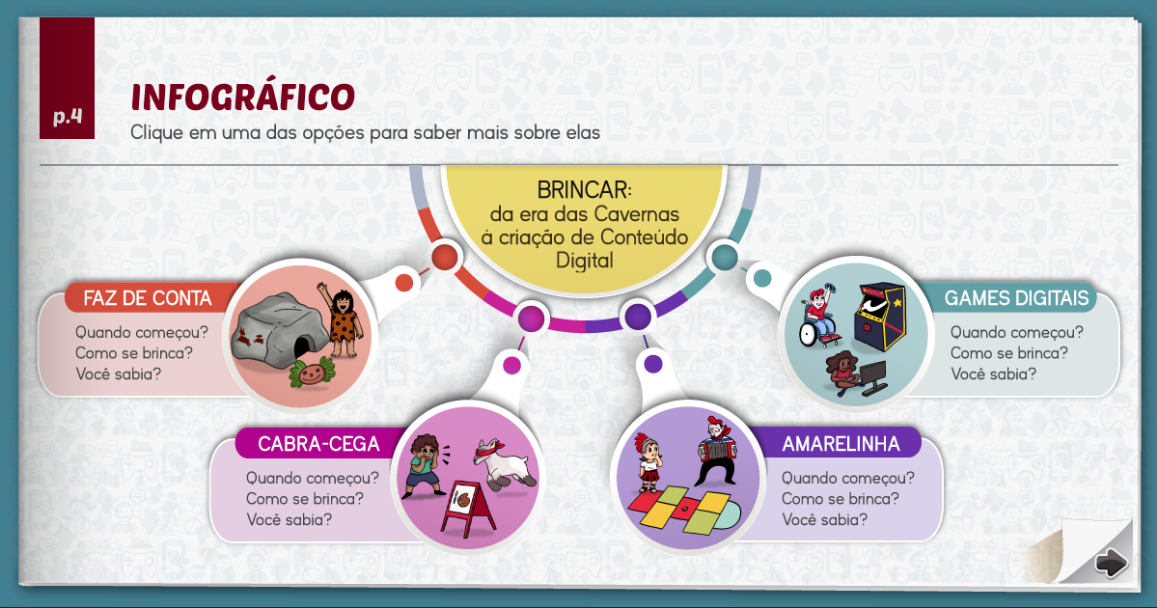 p.4
INFOGRÁFICO
Clique em uma das opções para saber mais sobre elas
BRINCAR:
da era das Cavernas
á criação de Conteúdo
Digital
FAZ DE CONTA
Quando começou?
Como se brinca?
Você sabia?
CABRA-CEGA
Quando começou?
Como se brinca?
Você sabia?
AMARELINHA
Quando começou?
Como se brinca?
Você sabia?
GAMES DIGITAIS
Quando começou?
Como se brinca?
Você sabia?